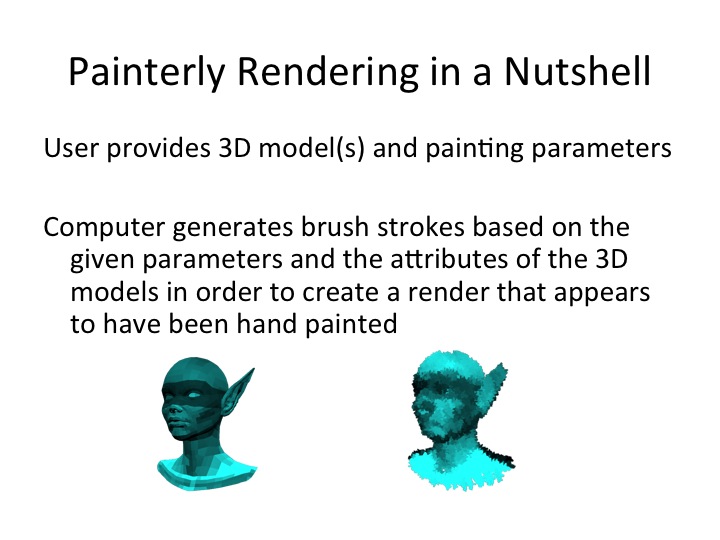 Painterly Rendering in a Nutshell
User provides 3D model(s) and painting parameters
Computer generates brush strokes based on the
given parameters and the attributes of the 3D
models in order to create a render that appears
to have been hand painted